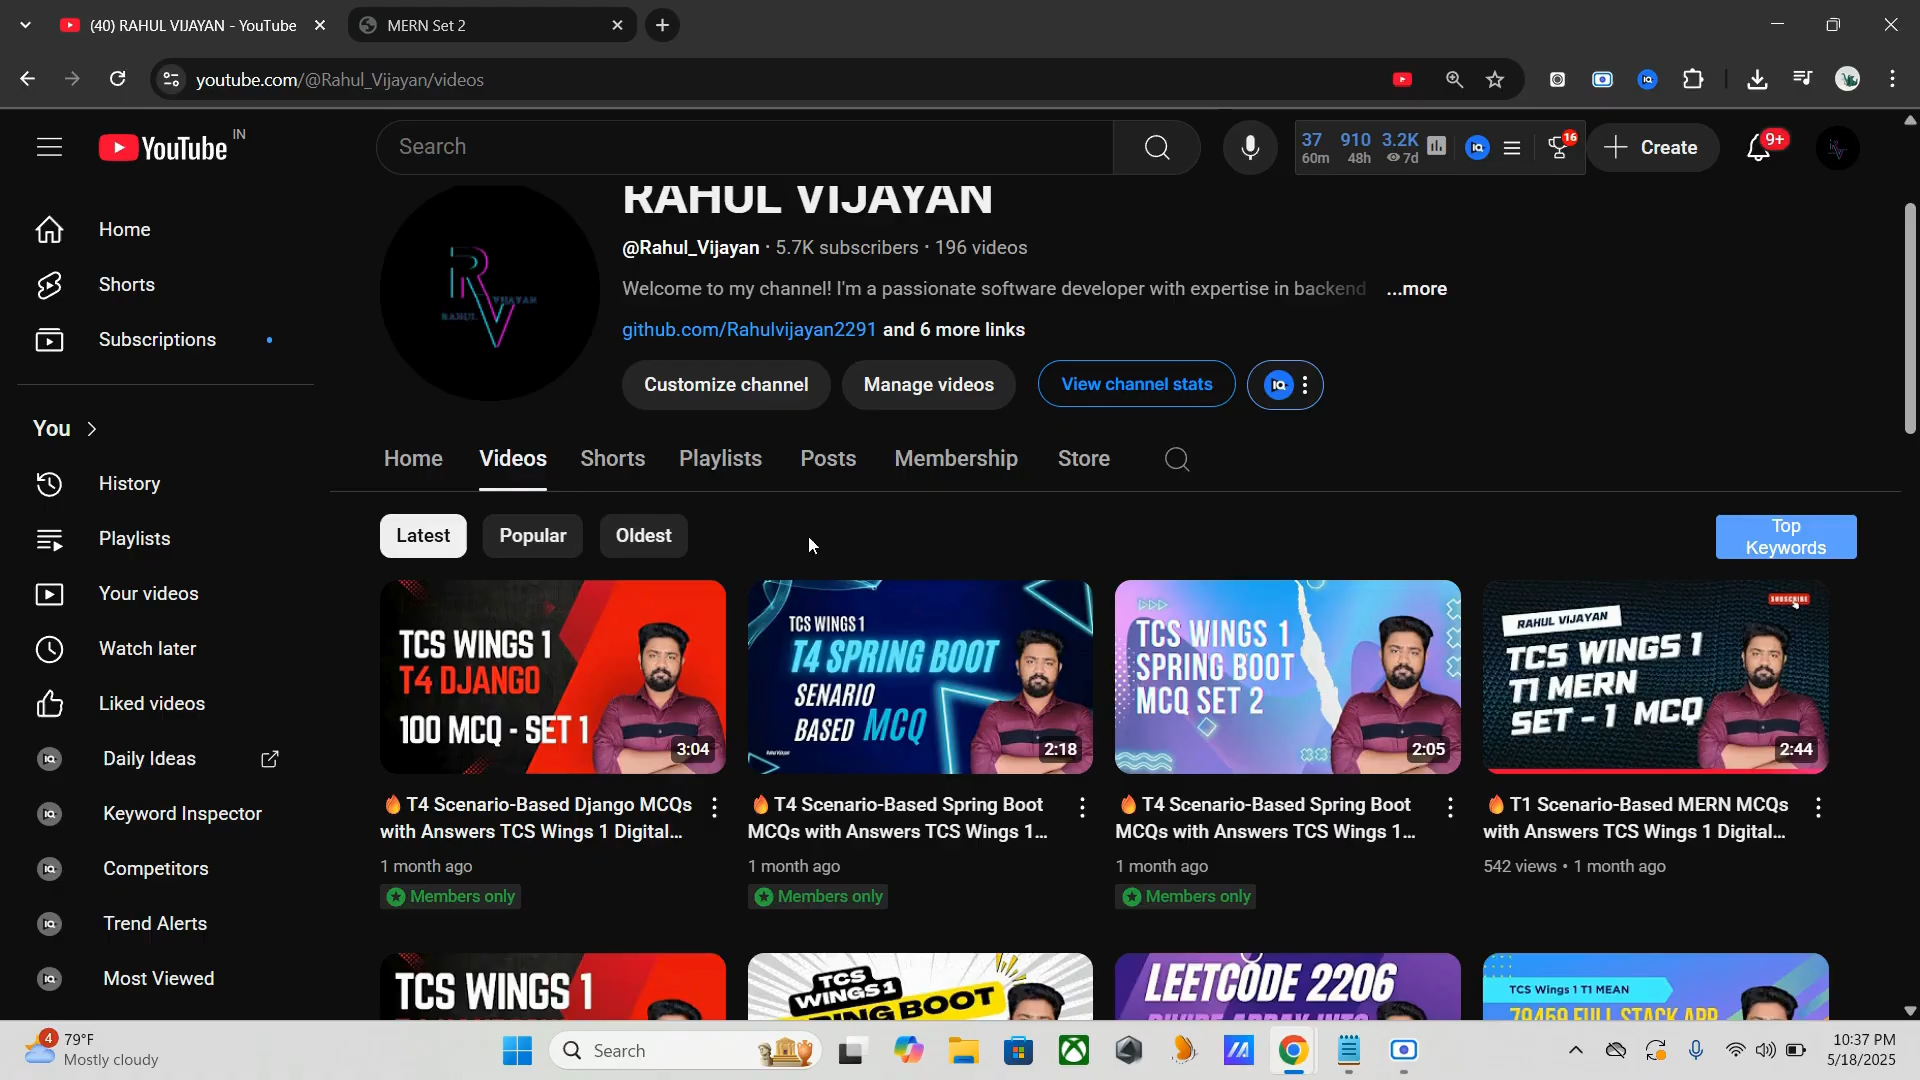 (40) RAHUL VIJAYAN - YouTube
MERN Set 2
youtube.com/@Rahul_Vijayan/videos
YouTube IN
Search
37 910 3.2K
60m 48h 7d
16
Create
9+
RAHUL VIJAYAN
@Rahul_Vijayan · 5.7K subscribers · 196 videos
Welcome to my channel! I'm a passionate software developer with expertise in backend ...more
github.com/Rahulvijayan2291 and 6 more links
Customize channel
Manage videos
View channel stats
IQ
Home
Shorts
Subscriptions
You
History
Playlists
Your videos
Watch later
Liked videos
Daily Ideas
Keyword Inspector
Competitors
Trend Alerts
Most Viewed
Home Videos Shorts Playlists Posts Membership Store
Latest Popular Oldest
Top
Keywords
TCS WINGS 1
T4 DJANGO
100 MCQ - SET 1
3:04
TCS WINGS 1
T4 SPRING BOOT
SENARIO
BASED MCQ
2:18
TCS WINGS 1
SPRING BOOT
MCQ SET 2
2:05
SUBSCRIBE
RAHUL VIJAYAN
TCS WINGS 1
T1 MERN
SET - 1 MCQ
2:44
🔥T4 Scenario-Based Django MCQs
with Answers TCS Wings 1 Digital...
1 month ago
Members only
🔥T4 Scenario-Based Spring Boot
MCQs with Answers TCS Wings 1...
1 month ago
Members only
🔥T4 Scenario-Based Spring Boot
MCQs with Answers TCS Wings 1...
1 month ago
Members only
🔥T1 Scenario-Based MERN MCQs
with Answers TCS Wings 1 Digital...
542 views · 1 month ago
TCS WINGS 1
TCS
WINGS 1
SPRING BOOT
LEETCODE 2206
TCS Wings 1 T1 MEAN
79459 FULL STACK APP
4
79°F
Mostly cloudy
Search
10:37 PM
5/18/2025